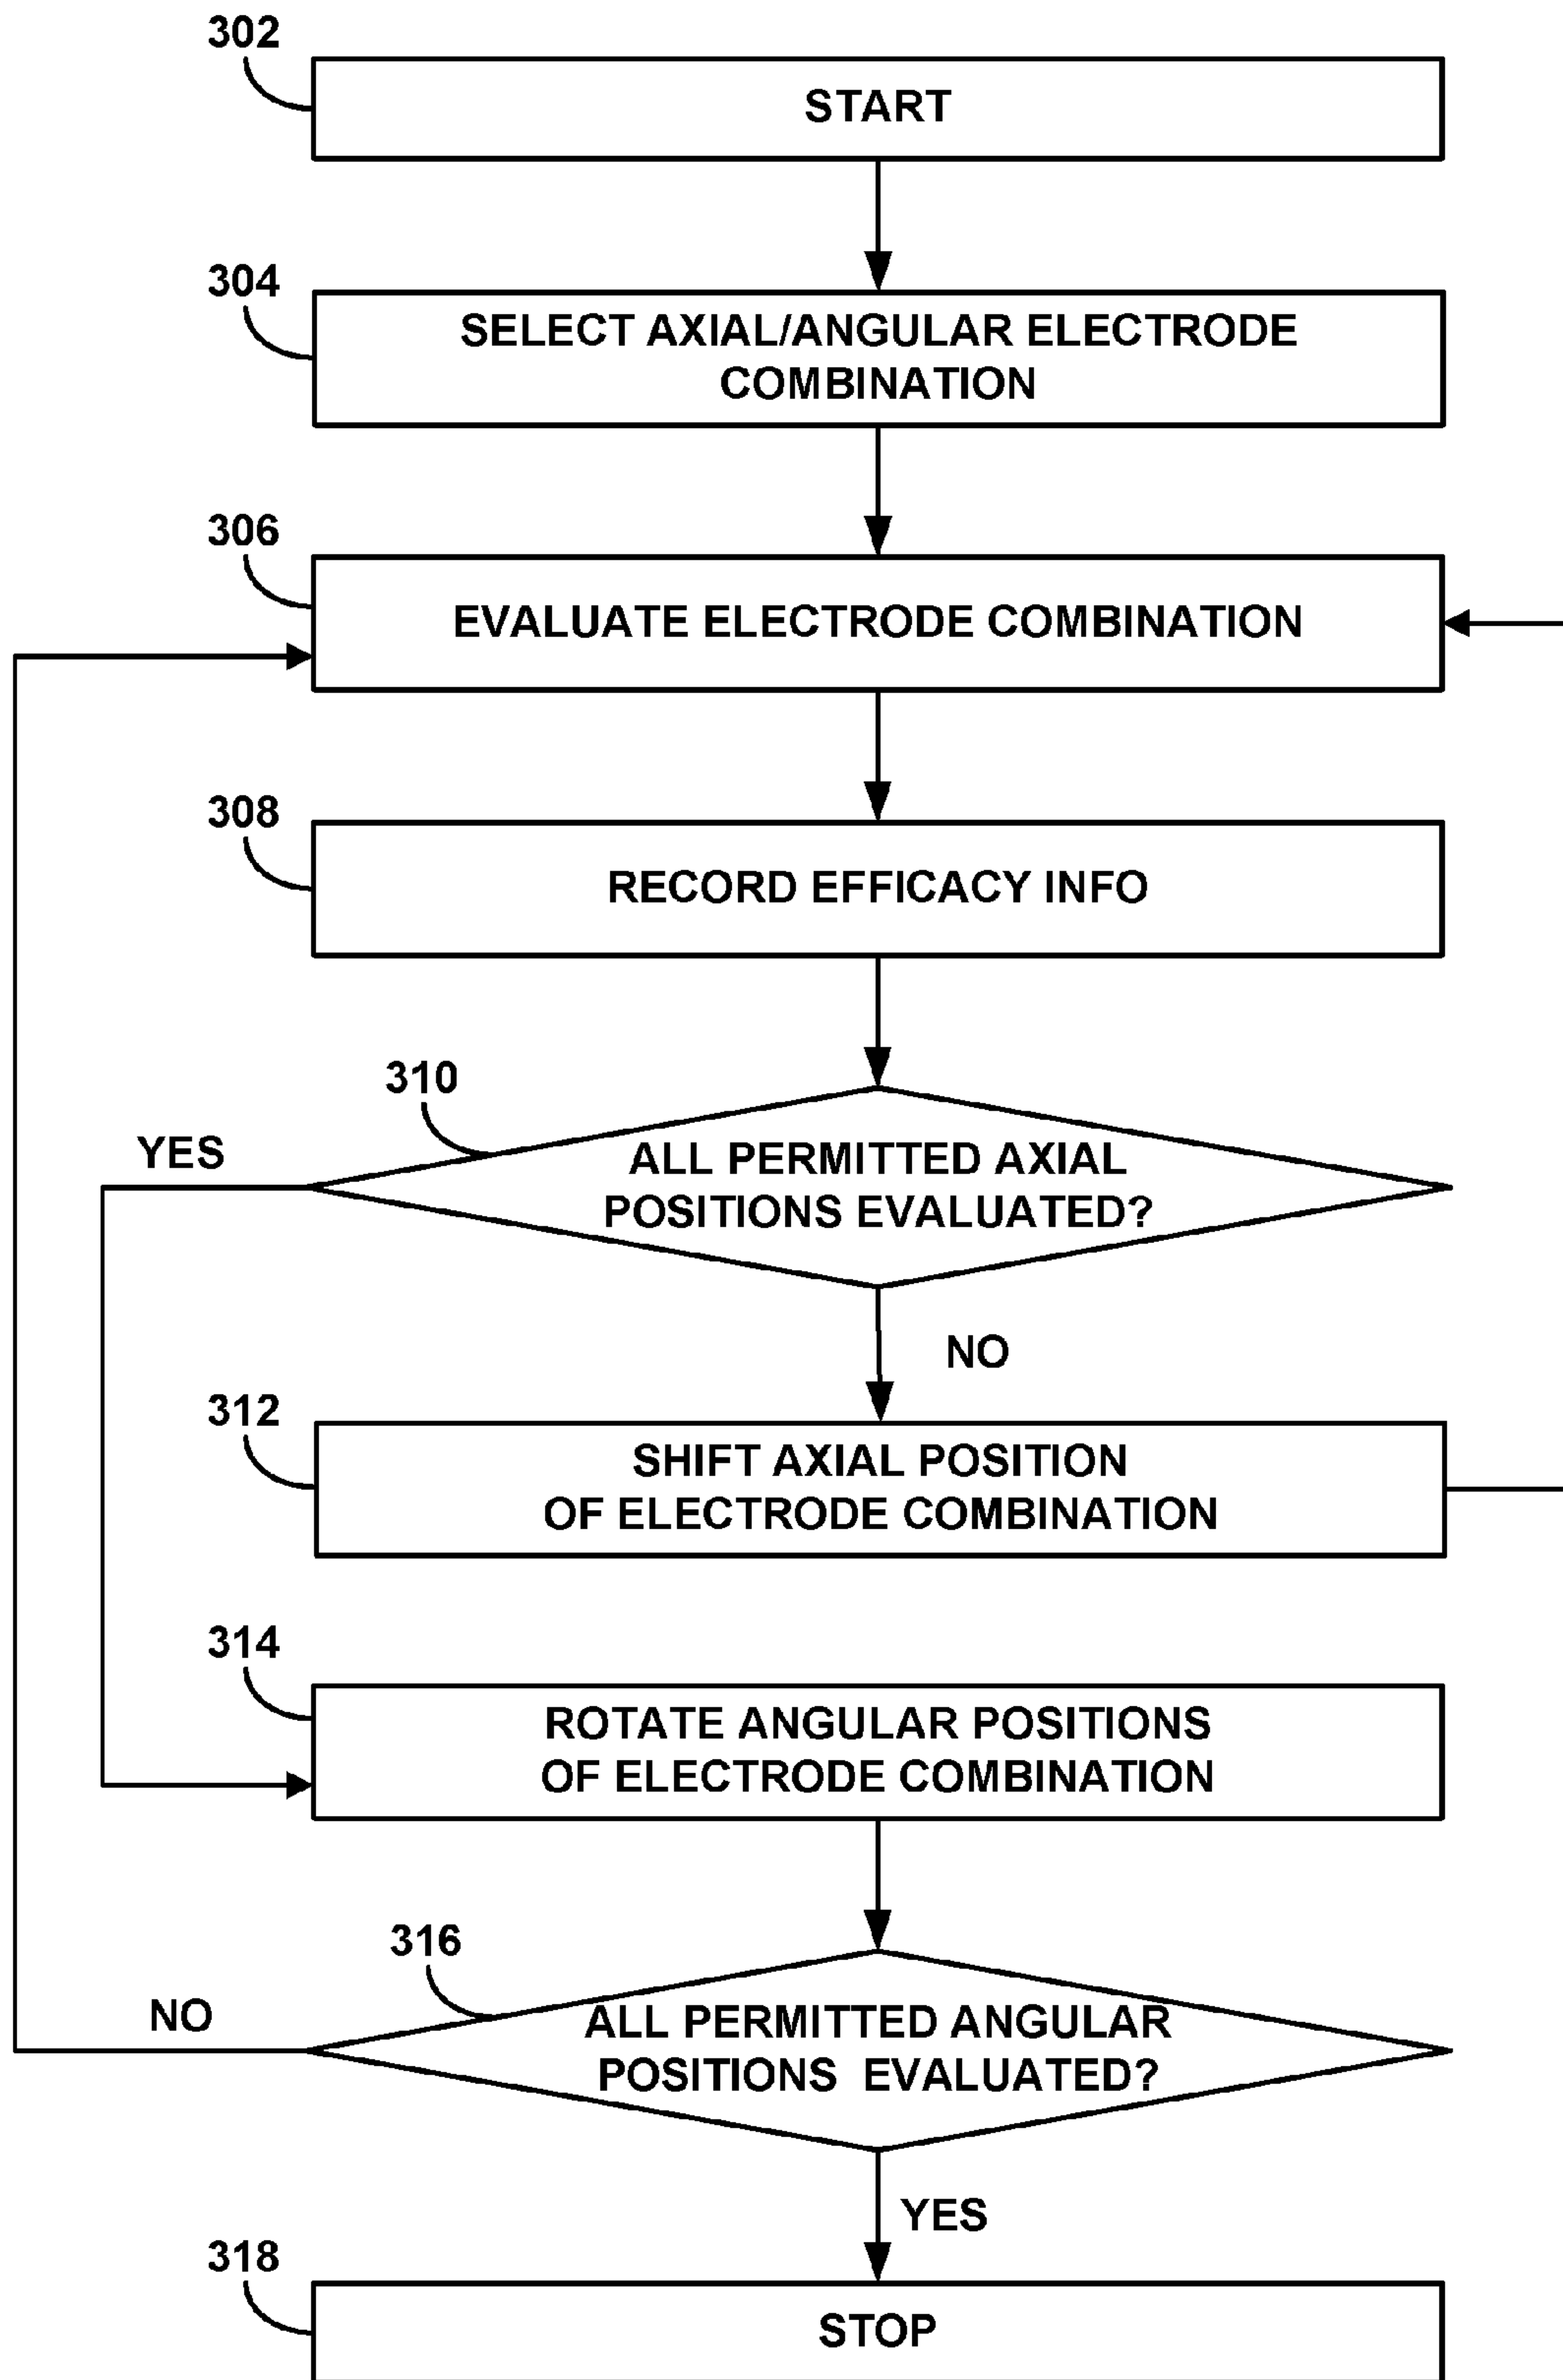 302
START
304
SELECT AXIAL/ANGULAR ELECTRODE
COMBINATION
306
EVALUATE ELECTRODE COMBINATION
308
RECORD EFFICACY INFO
310
YES
ALL PERMITTED AXIAL
POSITIONS EVALUATED?
NO
312
SHIFT AXIAL POSITION
OF ELECTRODE COMBINATION
314
ROTATE ANGULAR POSITIONS
OF ELECTRODE COMBINATION
316
NO
ALL PERMITTED ANGULAR
POSITIONS EVALUATED?
YES
318
STOP